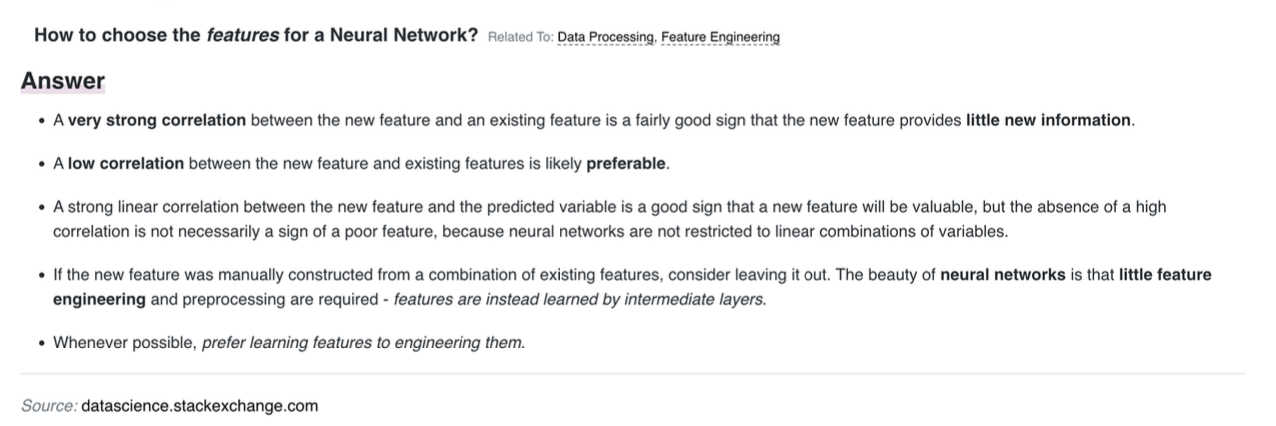 How to choose the features for a Neural Network? Related To: Data Processing, Feature Engineering
Answer
• A very strong correlation between the new feature and an existing feature is a fairly good sign that the new feature provides little new information.
• A low correlation between the new feature and existing features is likely preferable.
• A strong linear correlation between the new feature and the predicted variable is a good sign that a new feature will be valuable, but the absence of a high
correlation is not necessarily a sign of a poor feature, because neural networks are not restricted to linear combinations of variables.
• If the new feature was manually constructed from a combination of existing features, consider leaving it out. The beauty of neural networks is that little feature
engineering and preprocessing are required - features are instead learned by intermediate layers.
• Whenever possible, prefer learning features to engineering them.
Source: datascience.stackexchange.com